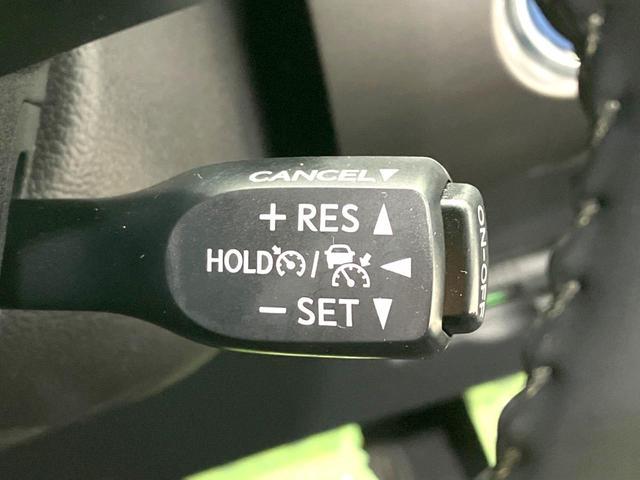 CANCEL▼
+ RES ▲
HOLD / ◀
− SET ▼
ON-OFF